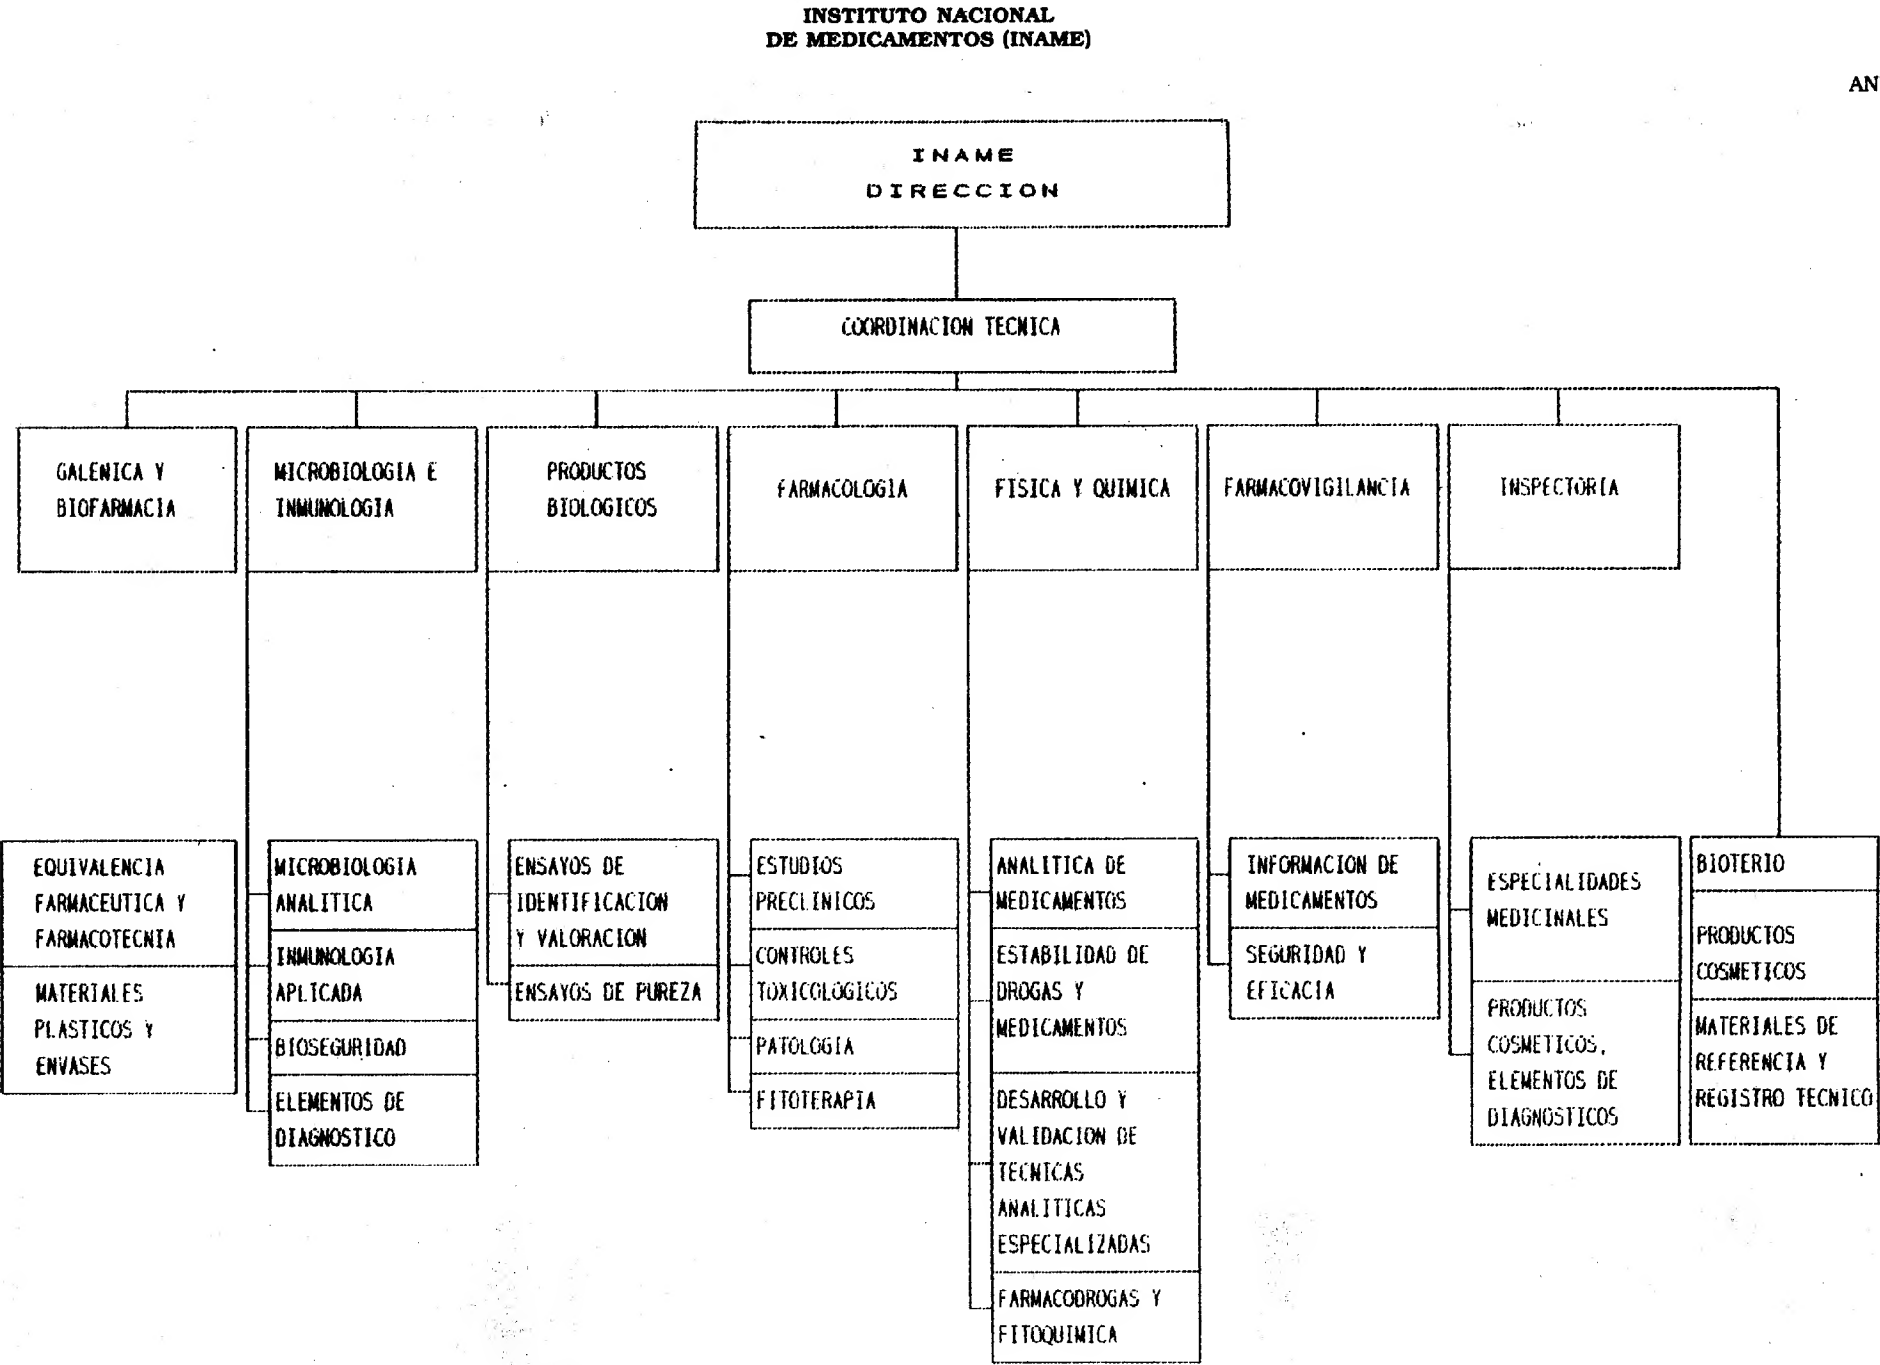 INSTITUTO NACIONAL
DE MEDICAMENTOS (INAME)
AN
INAME
DIRECCION
COORDINACION TECNICA
GALENICA Y
BIOFARMACIA
MICROBIOLOGIA E
INMUNOLOGIA
PRODUCTOS
BIOLOGICOS
FARMACOLOGIA
FISICA Y QUIMICA
FARMACOVIGILANCIA
INSPECTORIA
EQUIVALENCIA
FARMACEUTICA Y
FARMACOTECNIA
MATERIALES
PLASTICOS Y
ENVASES
MICROBIOLOGIA
ANALITICA
INMUNOLOGIA
APLICADA
BIOSEGURIDAD
ELEMENTOS DE
DIAGNOSTICO
ENSAYOS DE
IDENTIFICACION
Y VALORACION
ENSAYOS DE PUREZA
ESTUDIOS
PRECLINICOS
CONTROLES
TOXICOLOGICOS
PATOLOGIA
FITOTERAPIA
ANALITICA DE
MEDICAMENTOS
ESTABILIDAD DE
DROGAS Y
MEDICAMENTOS
DESARROLLO Y
VALIDACION DE
TECNICAS
ANALITICAS
ESPECIALIZADAS
FARMACODROGAS Y
FITOQUIMICA
INFORMACION DE
MEDICAMENTOS
SEGURIDAD Y
EFICACIA
ESPECIALIDADES
MEDICINALES
PRODUCTOS
COSMETICOS,
ELEMENTOS DE
DIAGNOSTICOS
BIOTERIO
PRODUCTOS
COSMETICOS
MATERIALES DE
REFERENCIA Y
REGISTRO TECNICO